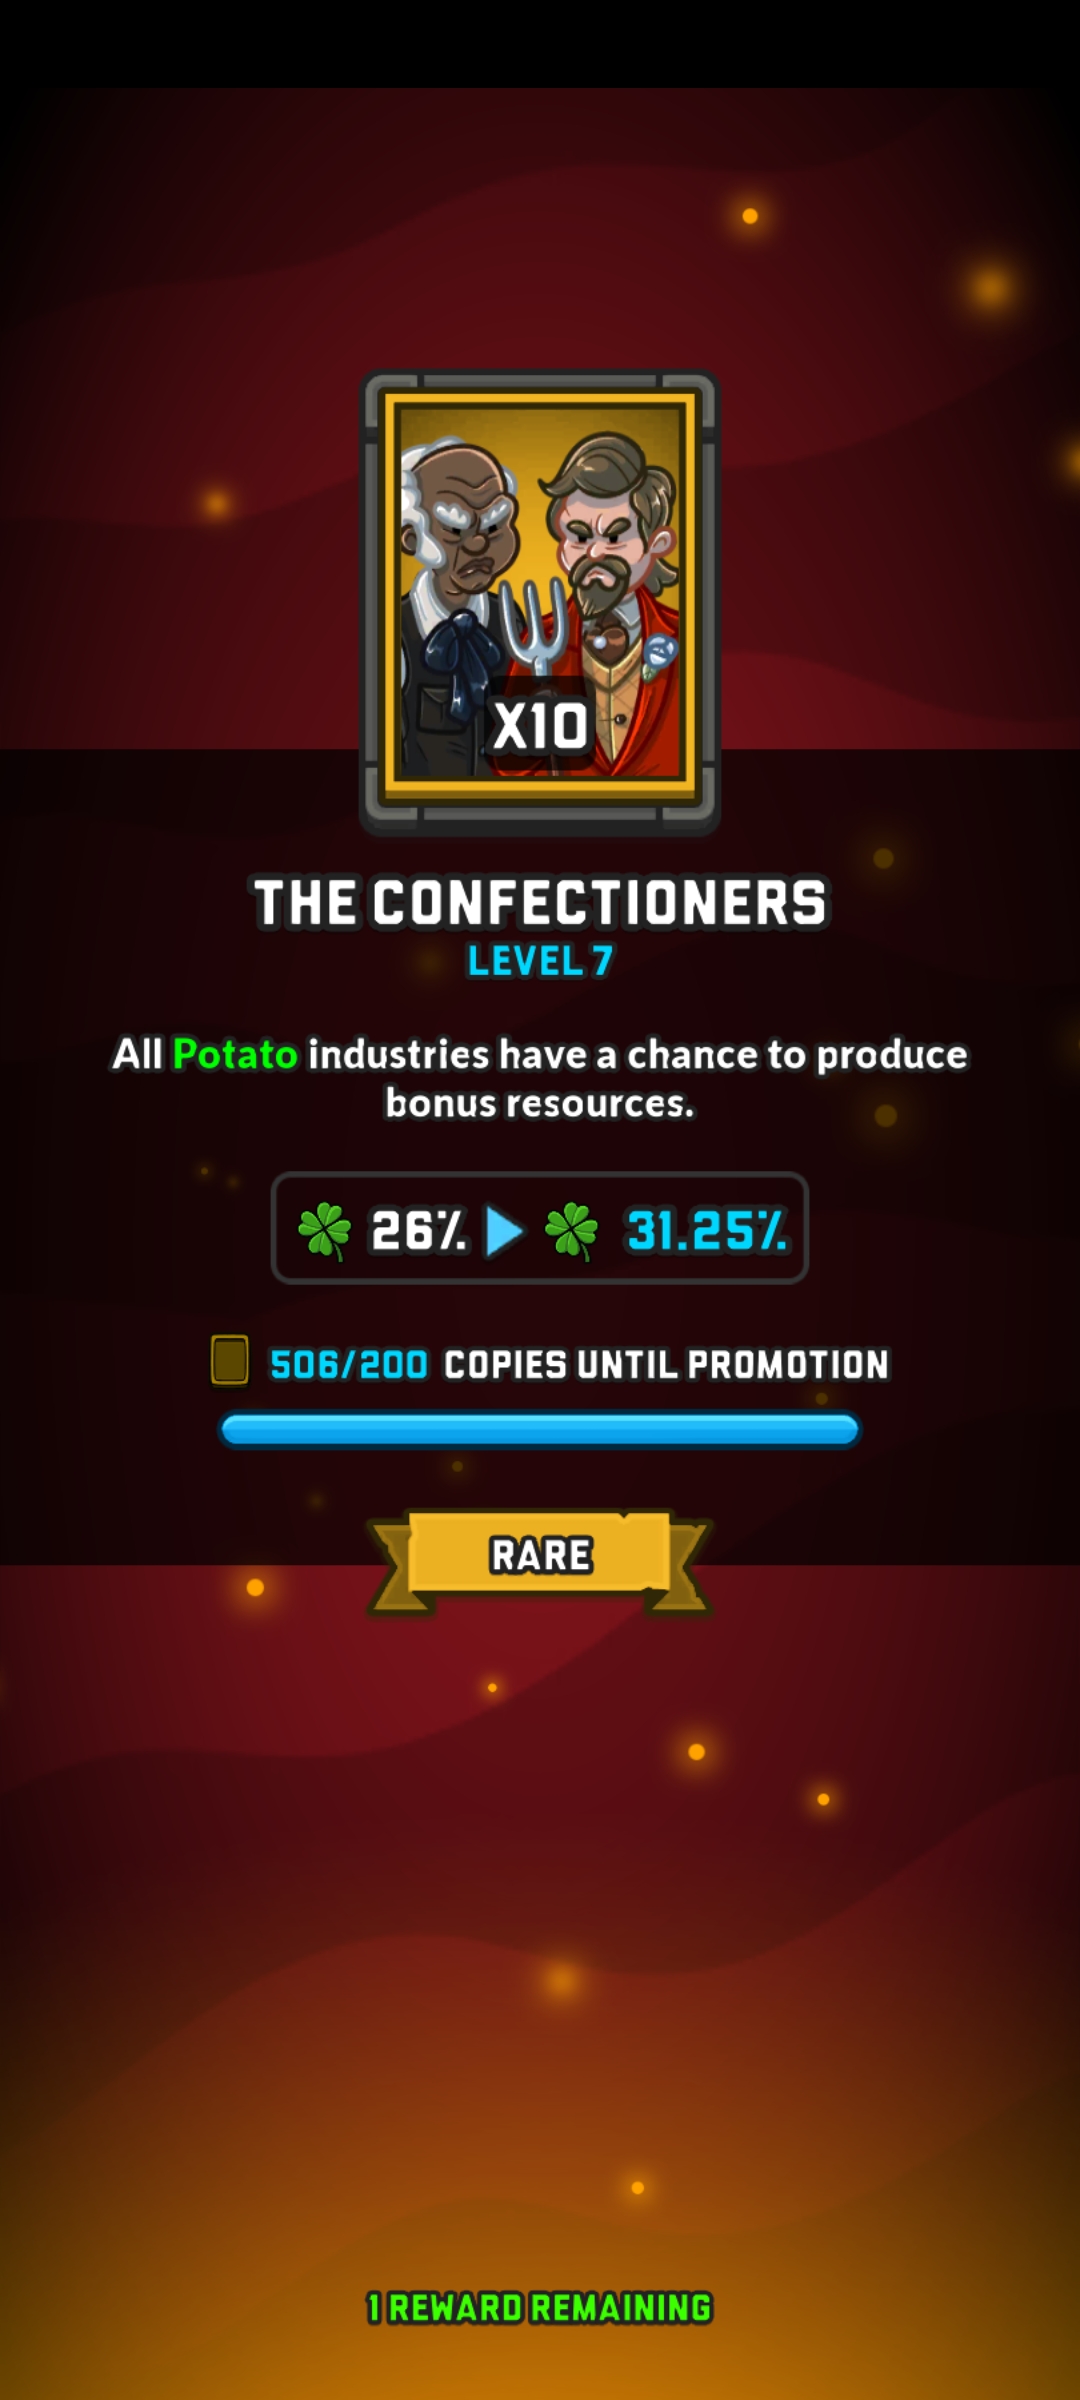 X10
THE CONFECTIONERS
LEVEL 7
All Potato industries have a chance to produce
bonus resources.
26% 31.25%
506/200 COPIES UNTIL PROMOTION
RARE
1 REWARD REMAINING